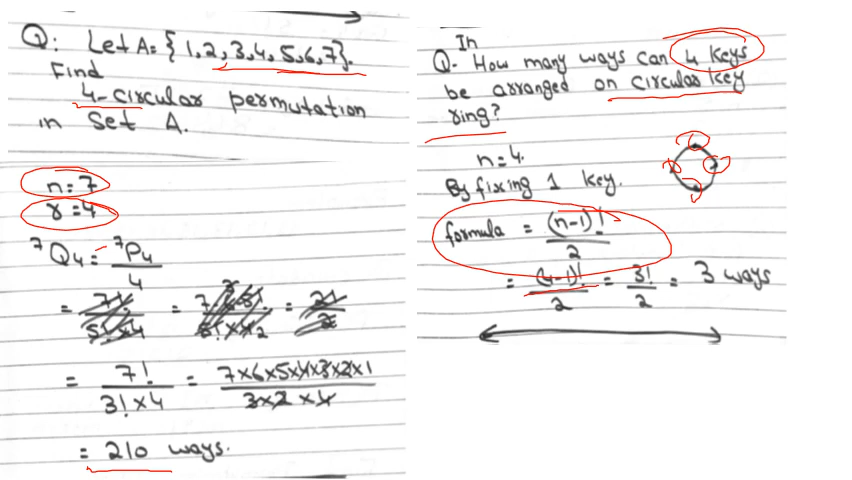 Q: Let A = { 1,2,3,4,5,6,7}.
Find
4-circular permutation
in Set A.
n = 7
r = 4
⁷Q₄ = ⁷P₄ / 4
= 7! / (3! × 4) = (7×6×5×4×3×2×1) / (3×2×4)
= 210 ways.
In
Q. How many ways can 4 keys
be arranged on circular key
ring?
n = 4.
By fixing 1 key.
formula = (n-1)! / 2
= (4-1)! / 2 = 3! / 2 = 3 ways